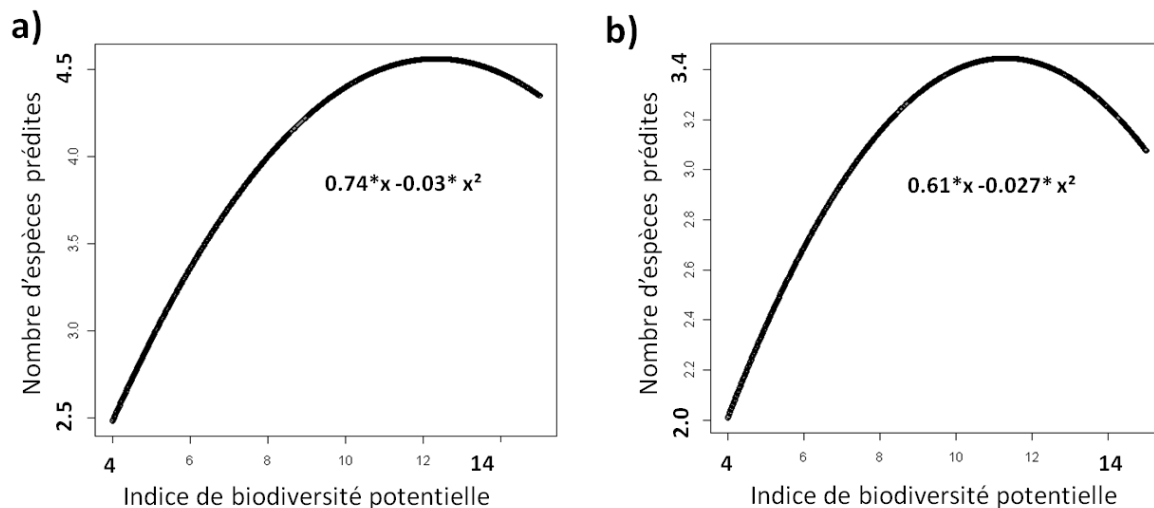 a)
Nombre d'espèces prédites
4.5
4.0
3.5
3.0
2.5
0.74*x -0.03* x²
4 6 8 10 12 14
Indice de biodiversité potentielle
b)
Nombre d'espèces prédites
3.4
3.2
3.0
2.8
2.6
2.4
2.2
2.0
0.61*x -0.027* x²
4 6 8 10 12 14
Indice de biodiversité potentielle